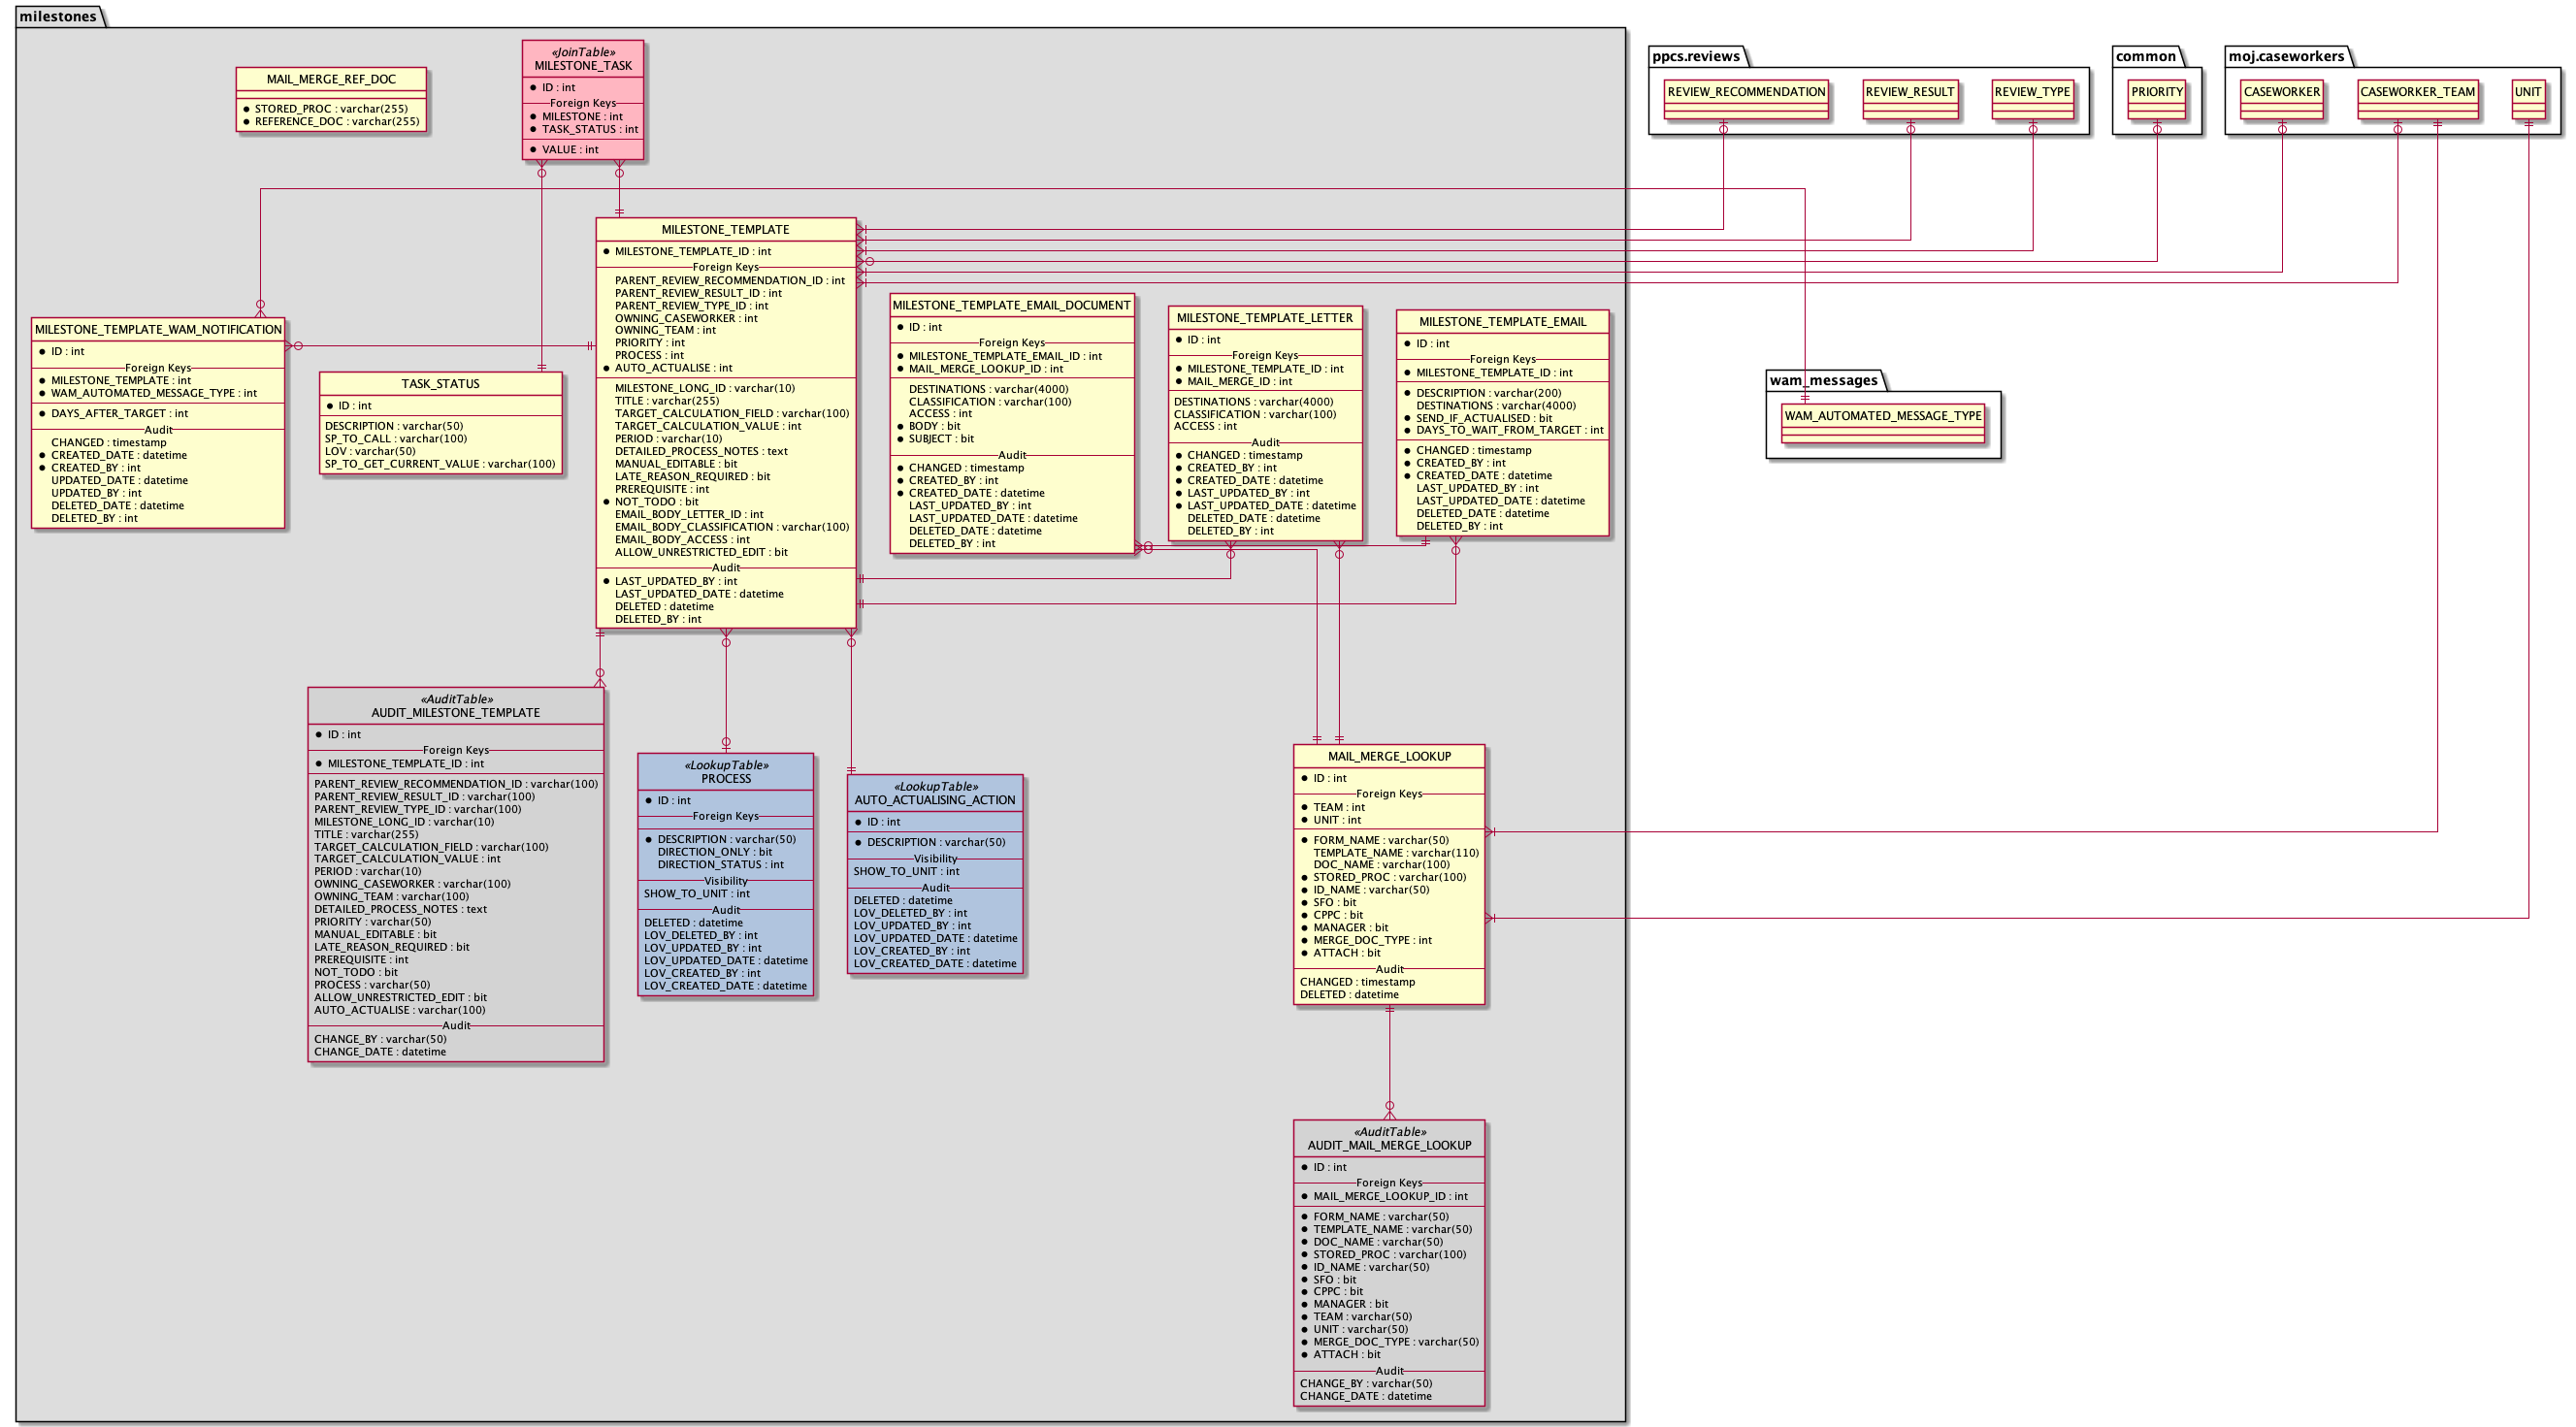 milestones
MAIL_MERGE_REF_DOC
STORED_PROC : varchar(255)
REFERENCE_DOC : varchar(255)
«JoinTable»
MILESTONE_TASK
ID : int
Foreign Keys
MILESTONE : int
TASK_STATUS : int
VALUE : int
ppcs.reviews
REVIEW_RECOMMENDATION
REVIEW_RESULT
REVIEW_TYPE
common
PRIORITY
moj.caseworkers
CASEWORKER
CASEWORKER_TEAM
UNIT
MILESTONE_TEMPLATE
MILESTONE_TEMPLATE_ID : int
Foreign Keys
PARENT_REVIEW_RECOMMENDATION_ID : int
PARENT_REVIEW_RESULT_ID : int
PARENT_REVIEW_TYPE_ID : int
OWNING_CASEWORKER : int
OWNING_TEAM : int
PRIORITY : int
PROCESS : int
AUTO_ACTUALISE : int
MILESTONE_LONG_ID : varchar(10)
TITLE : varchar(255)
TARGET_CALCULATION_FIELD : varchar(100)
TARGET_CALCULATION_VALUE : int
PERIOD : varchar(10)
DETAILED_PROCESS_NOTES : text
MANUAL_EDITABLE : bit
LATE_REASON_REQUIRED : bit
PREREQUISITE : int
NOT_TODO : bit
EMAIL_BODY_LETTER_ID : int
EMAIL_BODY_CLASSIFICATION : varchar(100)
EMAIL_BODY_ACCESS : int
ALLOW_UNRESTRICTED_EDIT : bit
Audit
LAST_UPDATED_BY : int
LAST_UPDATED_DATE : datetime
DELETED : datetime
DELETED_BY : int
MILESTONE_TEMPLATE_WAM_NOTIFICATION
ID : int
Foreign Keys
MILESTONE_TEMPLATE : int
WAM_AUTOMATED_MESSAGE_TYPE : int
DAYS_AFTER_TARGET : int
Audit
CHANGED : timestamp
CREATED_DATE : datetime
CREATED_BY : int
UPDATED_DATE : datetime
UPDATED_BY : int
DELETED_DATE : datetime
DELETED_BY : int
TASK_STATUS
ID : int
DESCRIPTION : varchar(50)
SP_TO_CALL : varchar(100)
LOV : varchar(50)
SP_TO_GET_CURRENT_VALUE : varchar(100)
MILESTONE_TEMPLATE_EMAIL_DOCUMENT
ID : int
Foreign Keys
MILESTONE_TEMPLATE_EMAIL_ID : int
MAIL_MERGE_LOOKUP_ID : int
DESTINATIONS : varchar(4000)
CLASSIFICATION : varchar(100)
ACCESS : int
BODY : bit
SUBJECT : bit
Audit
CHANGED : timestamp
CREATED_BY : int
CREATED_DATE : datetime
LAST_UPDATED_BY : int
LAST_UPDATED_DATE : datetime
DELETED_DATE : datetime
DELETED_BY : int
MILESTONE_TEMPLATE_LETTER
ID : int
Foreign Keys
MILESTONE_TEMPLATE_ID : int
MAIL_MERGE_ID : int
DESTINATIONS : varchar(4000)
CLASSIFICATION : varchar(100)
ACCESS : int
Audit
CHANGED : timestamp
CREATED_BY : int
CREATED_DATE : datetime
LAST_UPDATED_BY : int
LAST_UPDATED_DATE : datetime
DELETED_DATE : datetime
DELETED_BY : int
MILESTONE_TEMPLATE_EMAIL
ID : int
Foreign Keys
MILESTONE_TEMPLATE_ID : int
DESCRIPTION : varchar(200)
DESTINATIONS : varchar(4000)
SEND_IF_ACTUALISED : bit
DAYS_TO_WAIT_FROM_TARGET : int
CHANGED : timestamp
CREATED_BY : int
CREATED_DATE : datetime
LAST_UPDATED_BY : int
LAST_UPDATED_DATE : datetime
DELETED_DATE : datetime
DELETED_BY : int
wam_messages
WAM_AUTOMATED_MESSAGE_TYPE
«AuditTable»
AUDIT_MILESTONE_TEMPLATE
ID : int
Foreign Keys
MILESTONE_TEMPLATE_ID : int
PARENT_REVIEW_RECOMMENDATION_ID : varchar(100)
PARENT_REVIEW_RESULT_ID : varchar(100)
PARENT_REVIEW_TYPE_ID : varchar(100)
MILESTONE_LONG_ID : varchar(10)
TITLE : varchar(255)
TARGET_CALCULATION_FIELD : varchar(100)
TARGET_CALCULATION_VALUE : int
PERIOD : varchar(10)
OWNING_CASEWORKER : varchar(100)
OWNING_TEAM : varchar(100)
DETAILED_PROCESS_NOTES : text
PRIORITY : varchar(50)
MANUAL_EDITABLE : bit
LATE_REASON_REQUIRED : bit
PREREQUISITE : int
NOT_TODO : bit
PROCESS : varchar(50)
ALLOW_UNRESTRICTED_EDIT : bit
AUTO_ACTUALISE : varchar(100)
Audit
CHANGE_BY : varchar(50)
CHANGE_DATE : datetime
«LookupTable»
PROCESS
ID : int
Foreign Keys
DESCRIPTION : varchar(50)
DIRECTION_ONLY : bit
DIRECTION_STATUS : int
Visibility
SHOW_TO_UNIT : int
Audit
DELETED : datetime
LOV_DELETED_BY : int
LOV_UPDATED_BY : int
LOV_UPDATED_DATE : datetime
LOV_CREATED_BY : int
LOV_CREATED_DATE : datetime
«LookupTable»
AUTO_ACTUALISING_ACTION
ID : int
DESCRIPTION : varchar(50)
Visibility
SHOW_TO_UNIT : int
Audit
DELETED : datetime
LOV_DELETED_BY : int
LOV_UPDATED_BY : int
LOV_UPDATED_DATE : datetime
LOV_CREATED_BY : int
LOV_CREATED_DATE : datetime
MAIL_MERGE_LOOKUP
ID : int
Foreign Keys
TEAM : int
UNIT : int
FORM_NAME : varchar(50)
TEMPLATE_NAME : varchar(110)
DOC_NAME : varchar(100)
STORED_PROC : varchar(100)
ID_NAME : varchar(50)
SFO : bit
CPPC : bit
MANAGER : bit
MERGE_DOC_TYPE : int
ATTACH : bit
Audit
CHANGED : timestamp
DELETED : datetime
«AuditTable»
AUDIT_MAIL_MERGE_LOOKUP
ID : int
Foreign Keys
MAIL_MERGE_LOOKUP_ID : int
FORM_NAME : varchar(50)
TEMPLATE_NAME : varchar(50)
DOC_NAME : varchar(50)
STORED_PROC : varchar(100)
ID_NAME : varchar(50)
SFO : bit
CPPC : bit
MANAGER : bit
TEAM : varchar(50)
UNIT : varchar(50)
MERGE_DOC_TYPE : varchar(50)
ATTACH : bit
Audit
CHANGE_BY : varchar(50)
CHANGE_DATE : datetime